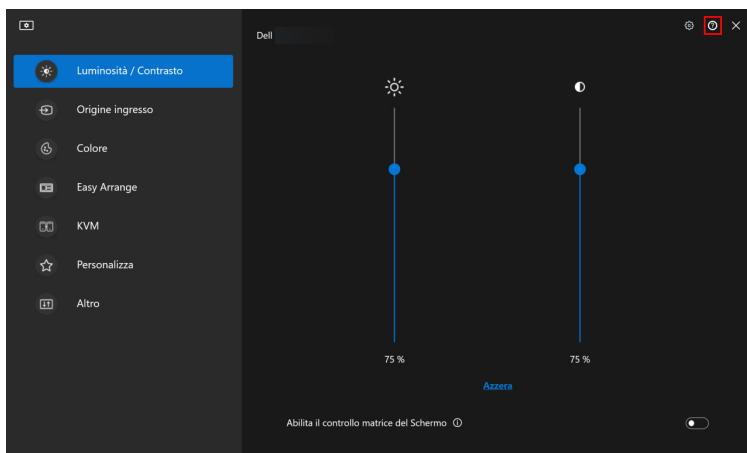 Dell
Luminosità / Contrasto
Origine ingresso
Colore
Easy Arrange
KVM
Personalizza
Altro
75 %
75 %
Azzera
Abilita il controllo matrice del Schermo